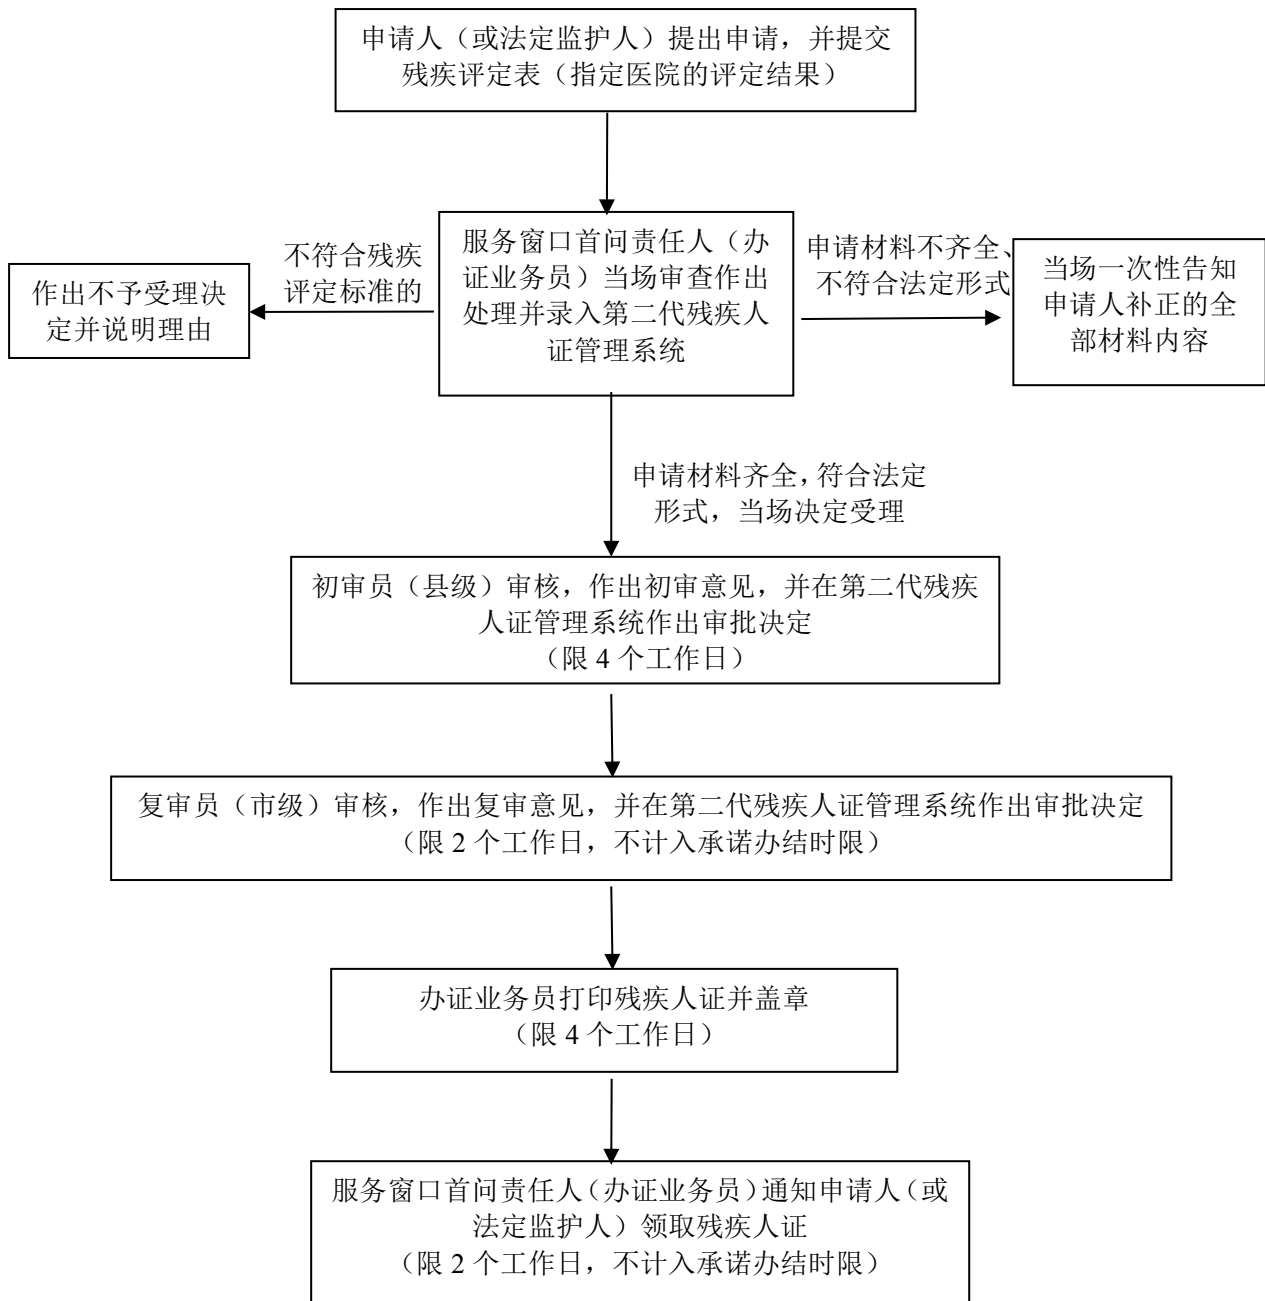 申请人（或法定监护人）提出申请，并提交
残疾评定表（指定医院的评定结果）
不符合残疾
评定标准的
作出不予受理决
定并说明理由
服务窗口首问责任人（办
证业务员）当场审查作出
处理并录入第二代残疾人
证管理系统
申请材料不齐全、
不符合法定形式
当场一次性告知
申请人补正的全
部材料内容
申请材料齐全，符合法定
形式，当场决定受理
初审员（县级）审核，作出初审意见，并在第二代残疾
人证管理系统作出审批决定
（限 4 个工作日）
复审员（市级）审核，作出复审意见，并在第二代残疾人证管理系统作出审批决定
（限 2 个工作日，不计入承诺办结时限）
办证业务员打印残疾人证并盖章
（限 4 个工作日）
服务窗口首问责任人（办证业务员）通知申请人（或
法定监护人）领取残疾人证
（限 2 个工作日，不计入承诺办结时限）